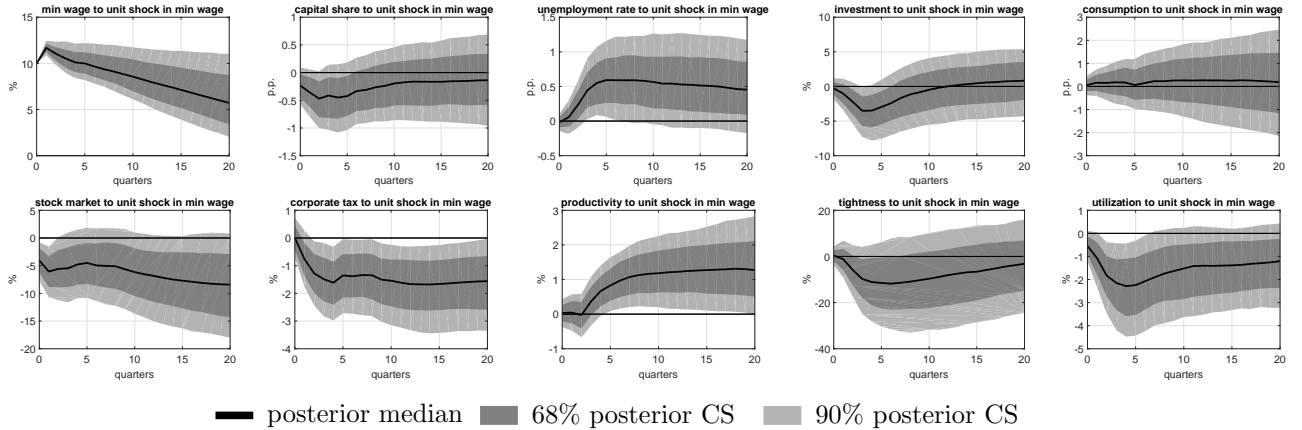 min wage to unit shock in min wage
15
10
5
0
%
0 5 10 15 20
quarters
capital share to unit shock in min wage
1
0.5
0
-0.5
-1
-1.5
p.p.
0 5 10 15 20
quarters
unemployment rate to unit shock in min wage
1.5
1
0.5
0
-0.5
p.p.
0 5 10 15 20
quarters
investment to unit shock in min wage
10
5
0
-5
-10
%
0 5 10 15 20
quarters
consumption to unit shock in min wage
3
2
1
0
-1
-2
-3
p.p.
0 5 10 15 20
quarters
stock market to unit shock in min wage
5
0
-5
-10
-15
-20
%
0 5 10 15 20
quarters
corporate tax to unit shock in min wage
1
0
-1
-2
-3
-4
%
0 5 10 15 20
quarters
productivity to unit shock in min wage
3
2
1
0
-1
%
0 5 10 15 20
quarters
tightness to unit shock in min wage
20
0
-20
-40
%
0 5 10 15 20
quarters
utilization to unit shock in min wage
1
0
-1
-2
-3
-4
-5
%
0 5 10 15 20
quarters
posterior median 68% posterior CS 90% posterior CS